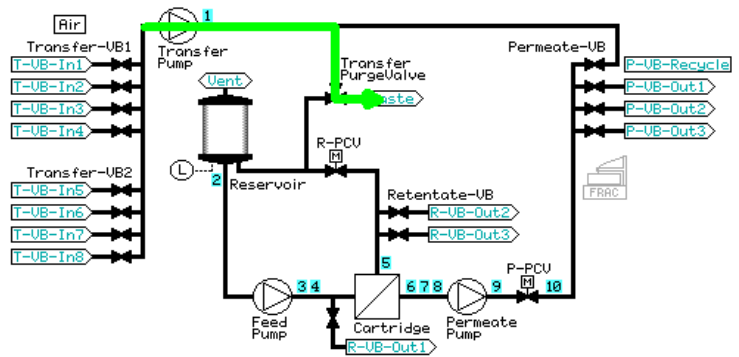 Air
1
Transfer-VB1
T-VB-In1
T-VB-In2
T-VB-In3
T-VB-In4
Transfer
Pump
Vent
Transfer
PurgeValve
aste
Permeate-VB
P-VB-Recycle
P-VB-Out1
P-VB-Out2
P-VB-Out3
FRAC
Transfer-VB2
T-VB-In5
T-VB-In6
T-VB-In7
T-VB-In8
L
2
Reservoir
R-PCV
M
Retentate-VB
R-VB-Out2
R-VB-Out3
5
P-PCV
M
3 4
6 7 8
9
10
Feed
Pump
Cartridge
Permeate
Pump
R-VB-Out1